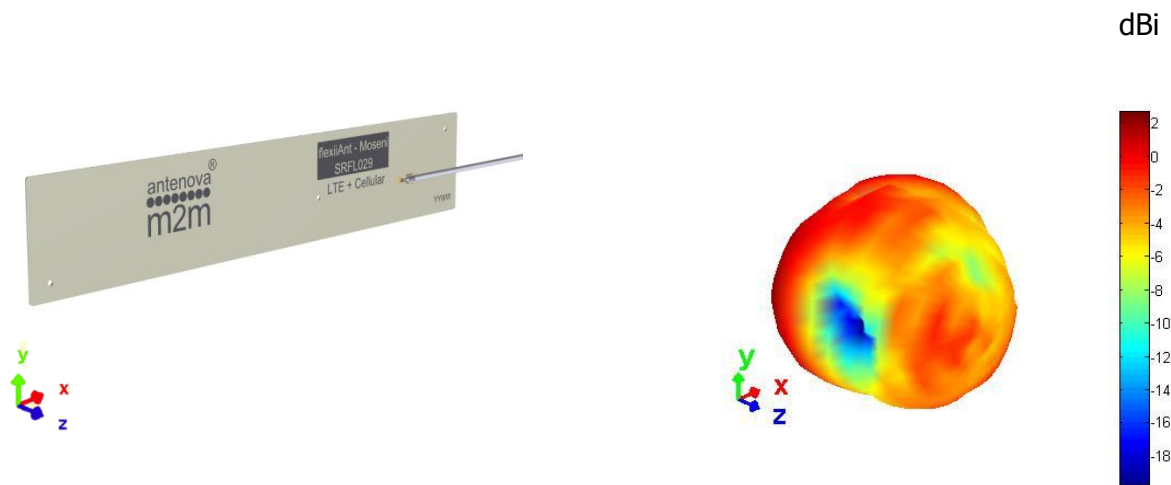 dBi
flexiiAnt - Moseni
SRFL029
LTE + Cellular
antenova®
m2m
YYWW
y
x
z
y
x
z
2
0
-2
-4
-6
-8
-10
-12
-14
-16
-18